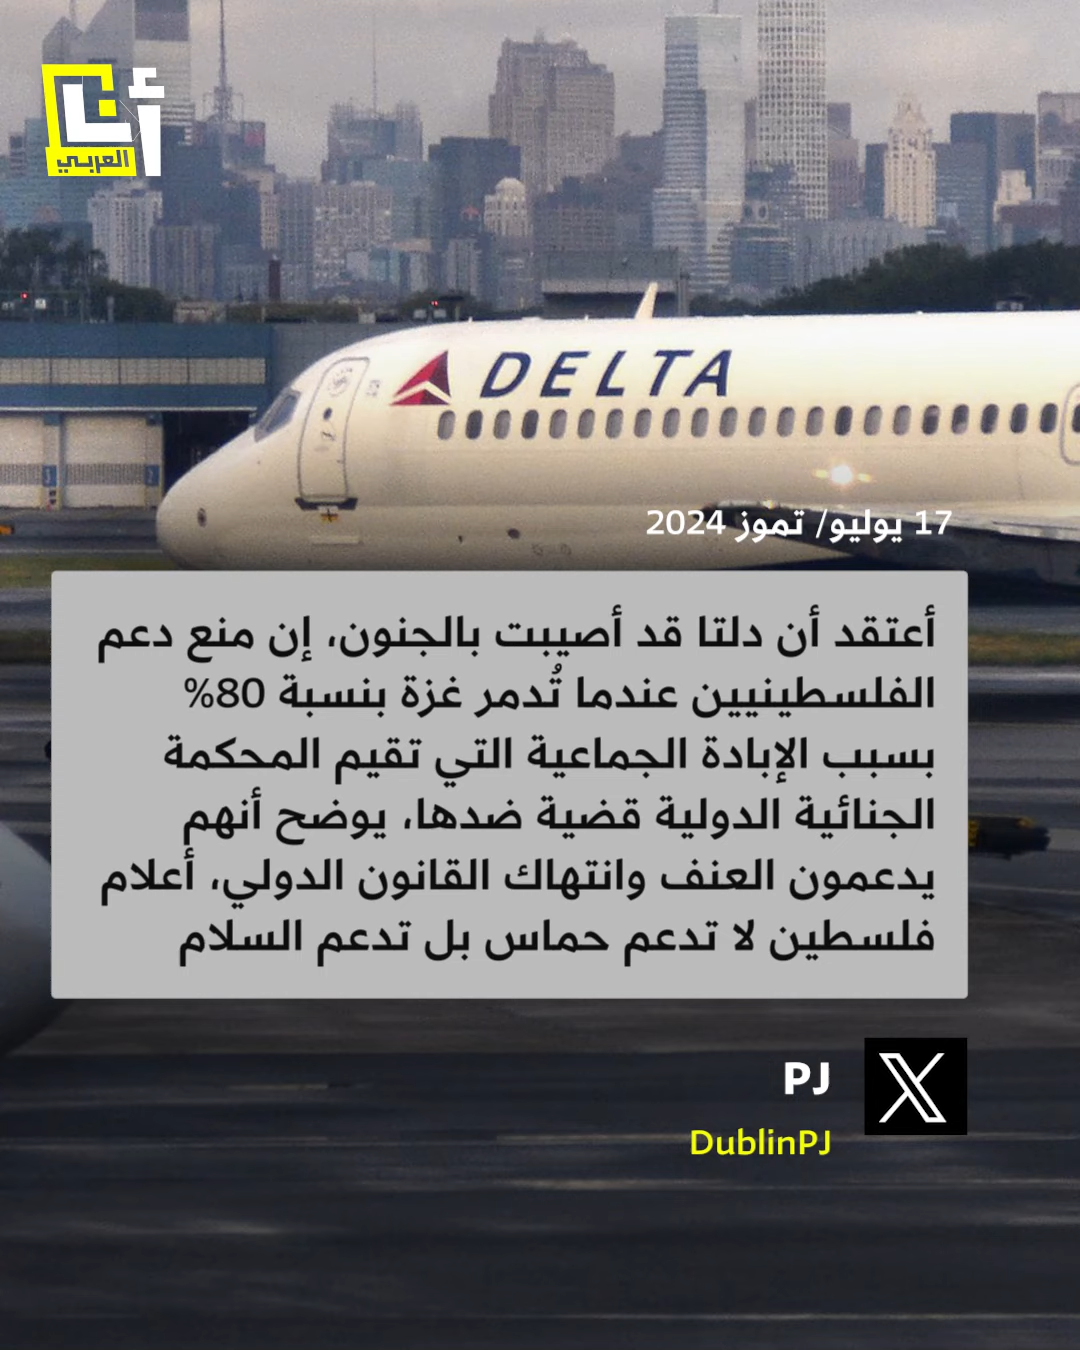 أنا
العربي
DELTA
17 يوليو/ تموز 2024
أعتقد أن دلتا قد أصيبت بالجنون، إن منع دعم
الفلسطينيين عندما تُدمر غزة بنسبة 80%
بسبب الإبادة الجماعية التي تقيم المحكمة
الجنائية الدولية قضية ضدها، يوضح أنهم
يدعمون العنف وانتهاك القانون الدولي، أعلام
فلسطين لا تدعم حماس بل تدعم السلام
PJ
DublinPJ